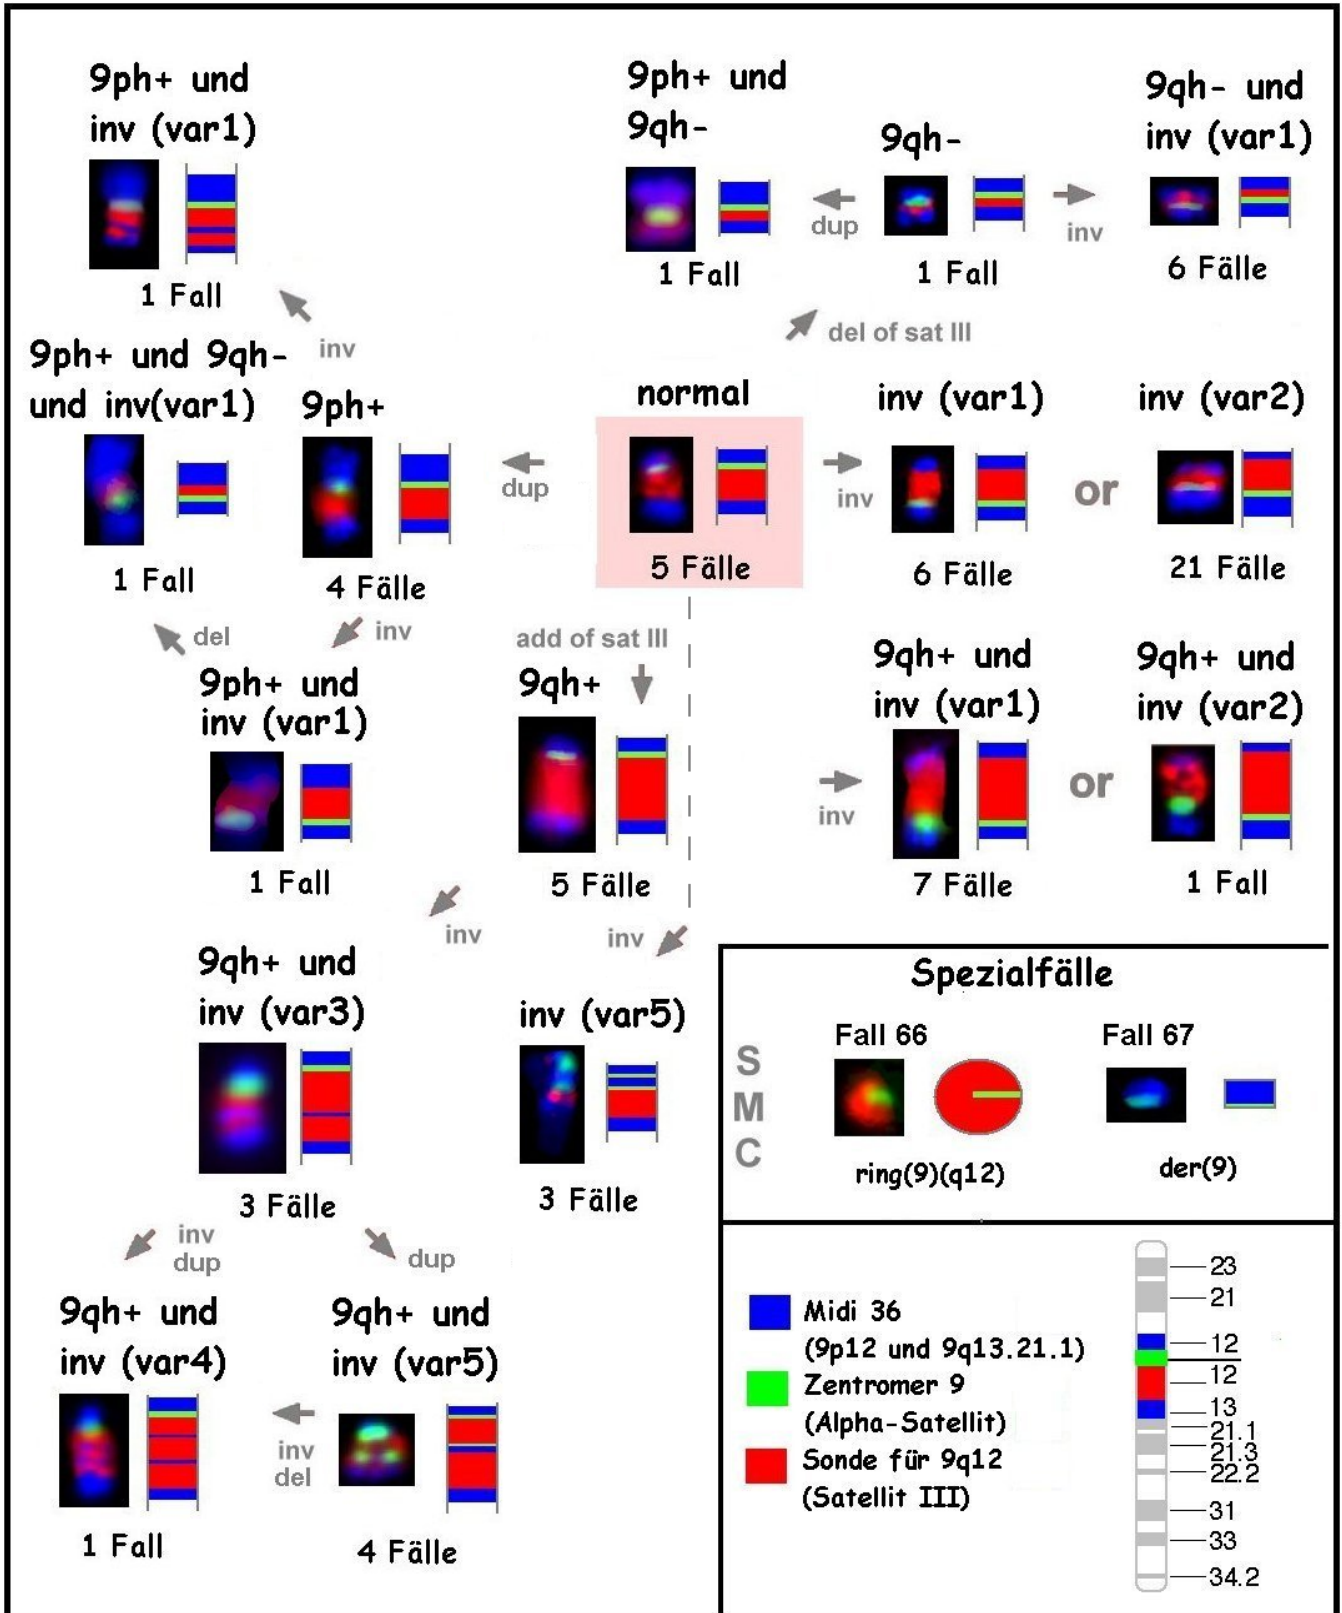 9ph+ und
inv (var1)
1 Fall
inv
9ph+ und
9qh-
1 Fall
dup
9qh-
1 Fall
inv
9qh- und
inv (var1)
6 Fälle
del of sat III
9ph+ und 9qh-
und inv(var1)
1 Fall
9ph+
4 Fälle
dup
normal
5 Fälle
inv
inv (var1)
6 Fälle
or
inv (var2)
21 Fälle
del
inv
9ph+ und
inv (var1)
1 Fall
add of sat III
9qh+
5 Fälle
inv
9qh+ und
inv (var1)
7 Fälle
or
9qh+ und
inv (var2)
1 Fall
inv
inv
9qh+ und
inv (var3)
3 Fälle
inv (var5)
3 Fälle
inv
dup
dup
9qh+ und
inv (var4)
1 Fall
inv
del
9qh+ und
inv (var5)
4 Fälle
Spezialfälle
S
M
C
Fall 66
ring(9)(q12)
Fall 67
der(9)
Midi 36
(9p12 und 9q13.21.1)
Zentromer 9
(Alpha-Satellit)
Sonde für 9q12
(Satellit III)
23
21
12
12
13
21.1
21.3
22.2
31
33
34.2